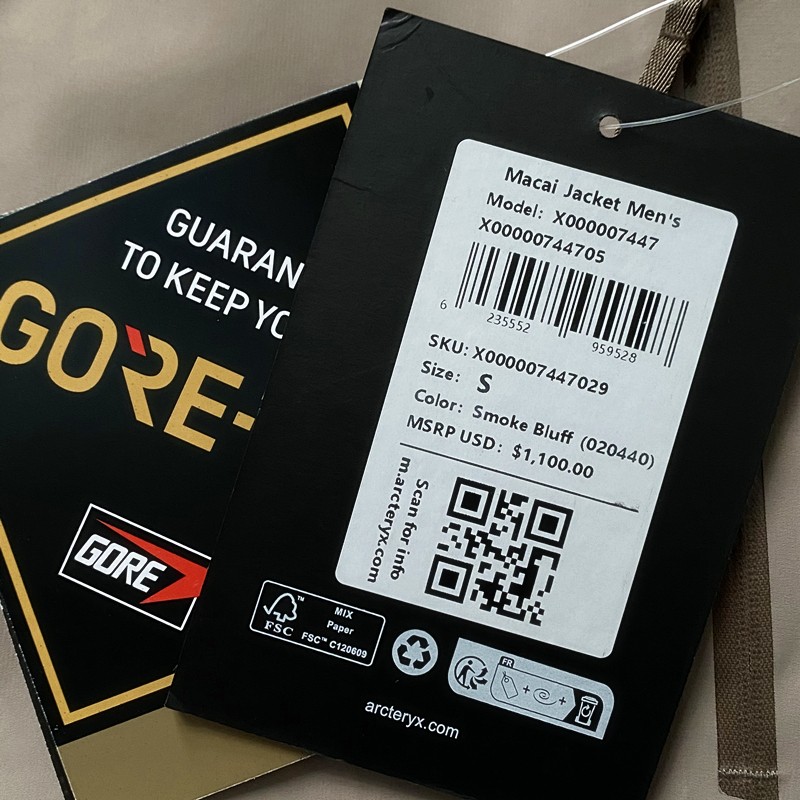 GUARAN
TO KEEP YO
GORE-
GORE
Macai Jacket Men's
Model: X000007447
X00000744705
6 235552 959528
SKU: X000007447029
Size: S
Color: Smoke Bluff (020440)
MSRP USD: $1,100.00
Scan for info
m.arcteryx.com
FSC™
MIX
Paper
FSC™ C120609
FR
arcteryx.com